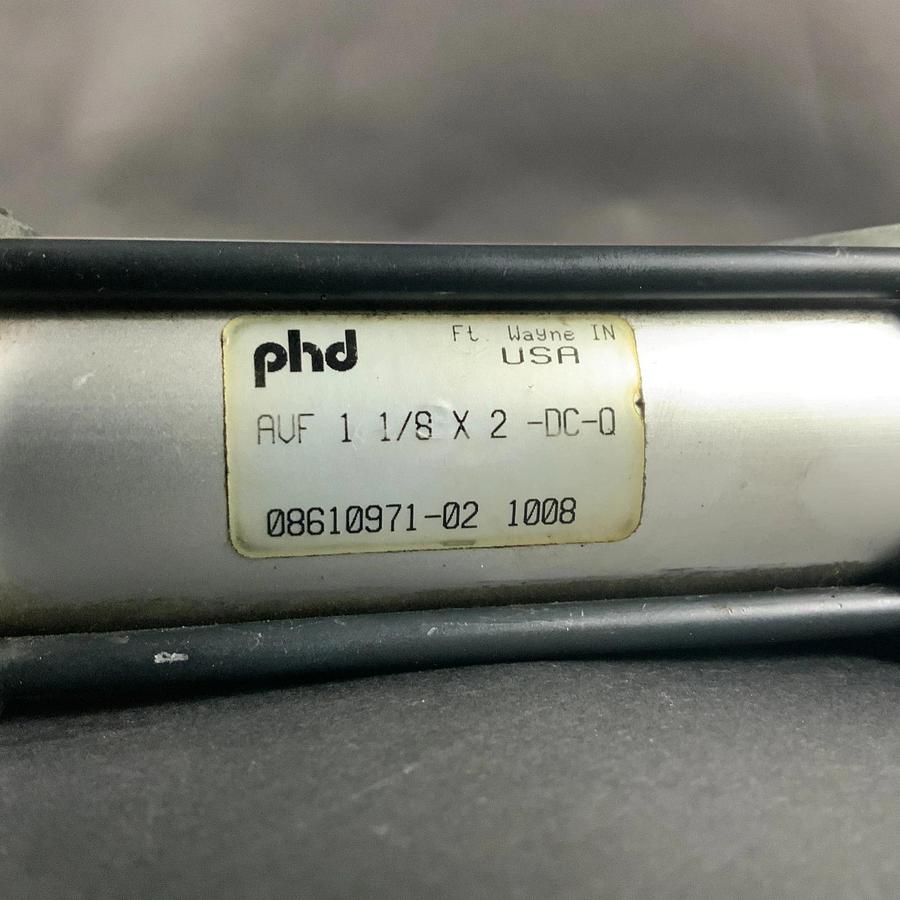 phd
Ft. Wayne IN
USA
AVF 1 1/8 X 2 -DC-Q
08610971-02 1008